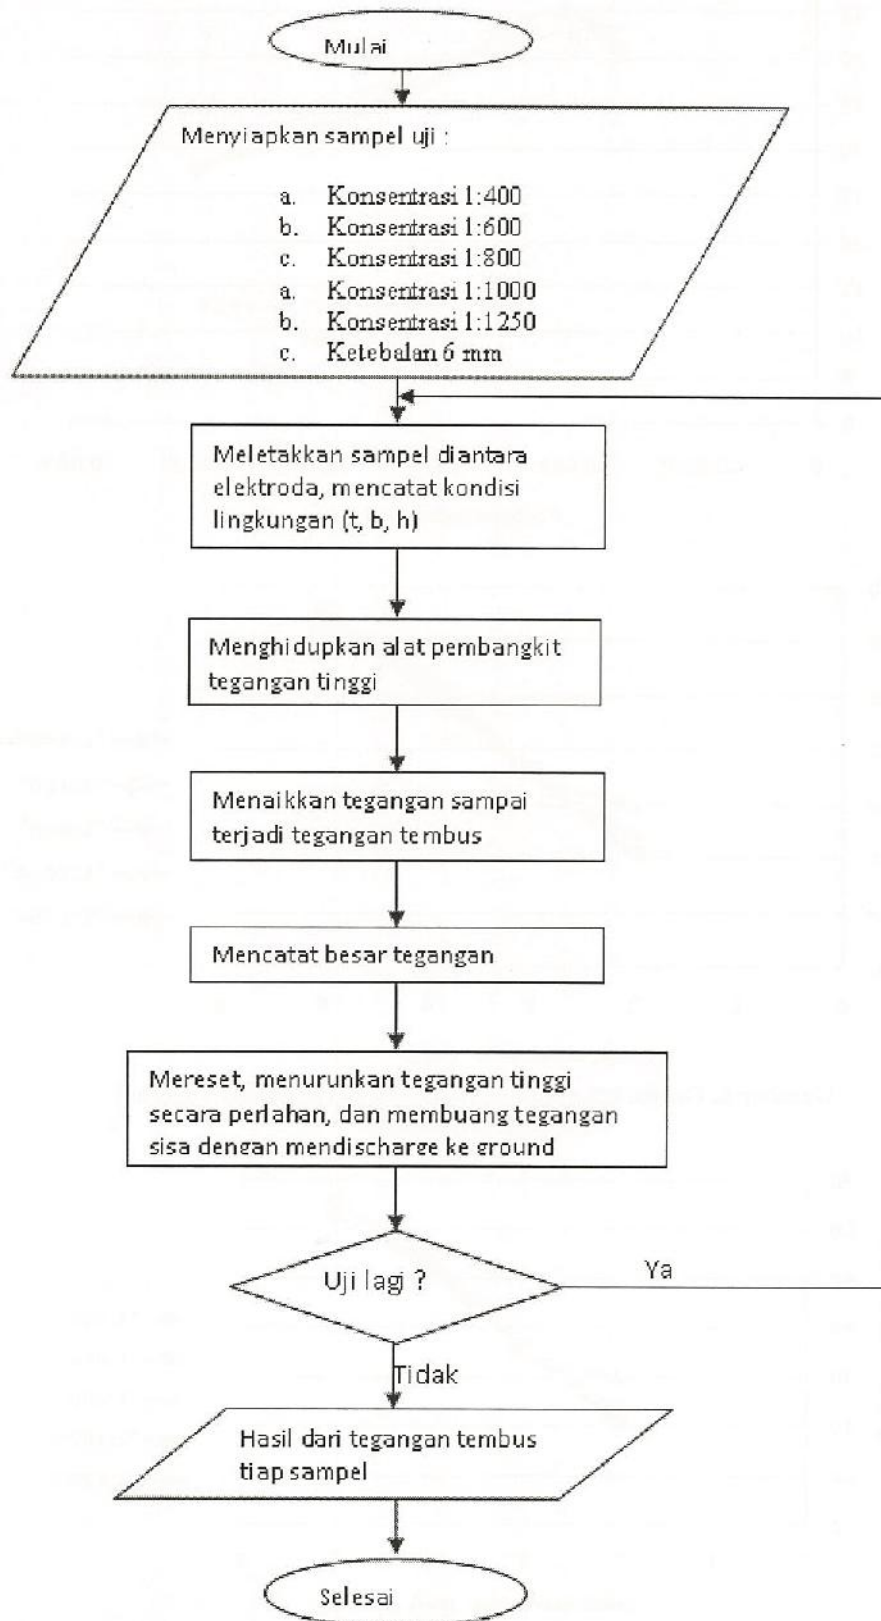 Mulai
Menyiapkan sampel uji :
a. Konsentrasi 1:400
b. Konsentrasi 1:600
c. Konsentrasi 1:800
a. Konsentrasi 1:1000
b. Konsentrasi 1:1250
c. Ketebalan 6 mm
Meletakkan sampel diantara
elektroda, mencatat kondisi
lingkungan (t, b, h)
Menghidupkan alat pembangkit
tegangan tinggi
Menaikkan tegangan sampai
terjadi tegangan tembus
Mencatat besar tegangan
Mereset, menurunkan tegangan tinggi
secara perlahan, dan membuang tegangan
sisa dengan mendischarge ke ground
Uji lagi ?
Ya
Tidak
Hasil dari tegangan tembus
tiap sampel
Selesai